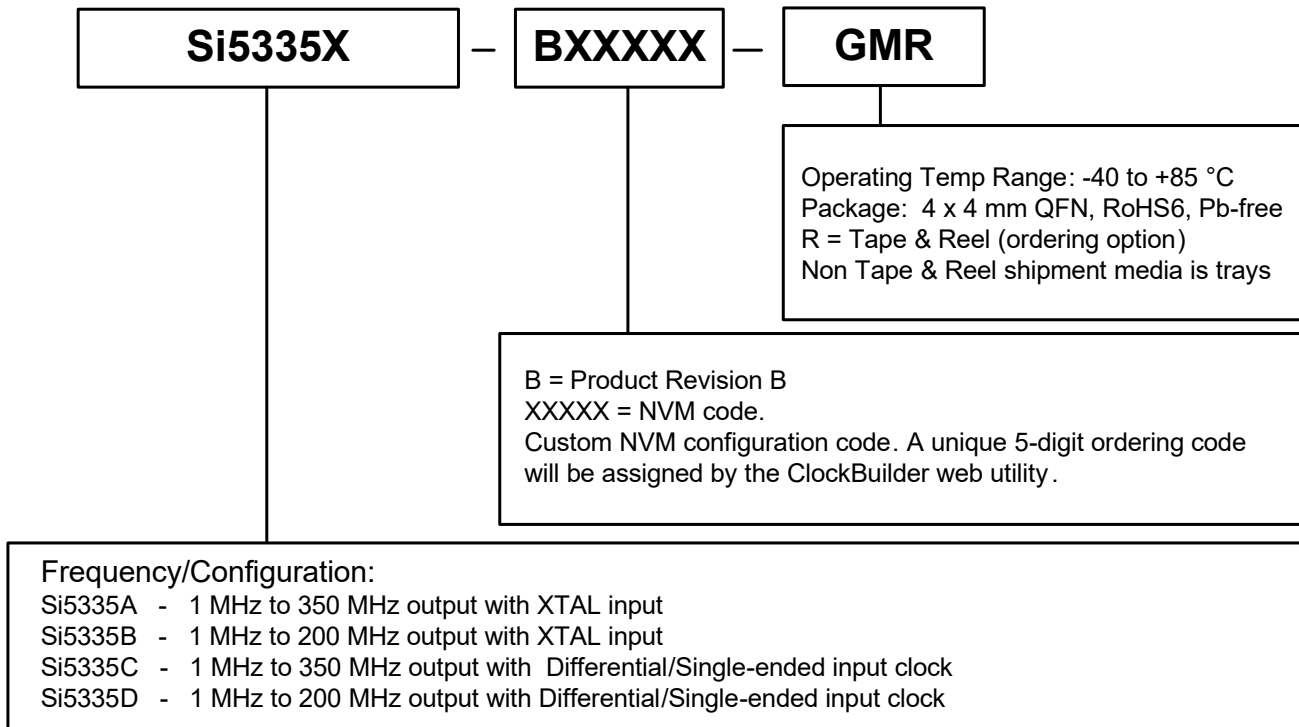 Si5335X – BXXXXX – GMR
Operating Temp Range: -40 to +85 °C
Package: 4 x 4 mm QFN, RoHS6, Pb-free
R = Tape & Reel (ordering option)
Non Tape & Reel shipment media is trays
B = Product Revision B
XXXXX = NVM code.
Custom NVM configuration code. A unique 5-digit ordering code
will be assigned by the ClockBuilder web utility.
Frequency/Configuration:
Si5335A - 1 MHz to 350 MHz output with XTAL input
Si5335B - 1 MHz to 200 MHz output with XTAL input
Si5335C - 1 MHz to 350 MHz output with Differential/Single-ended input clock
Si5335D - 1 MHz to 200 MHz output with Differential/Single-ended input clock